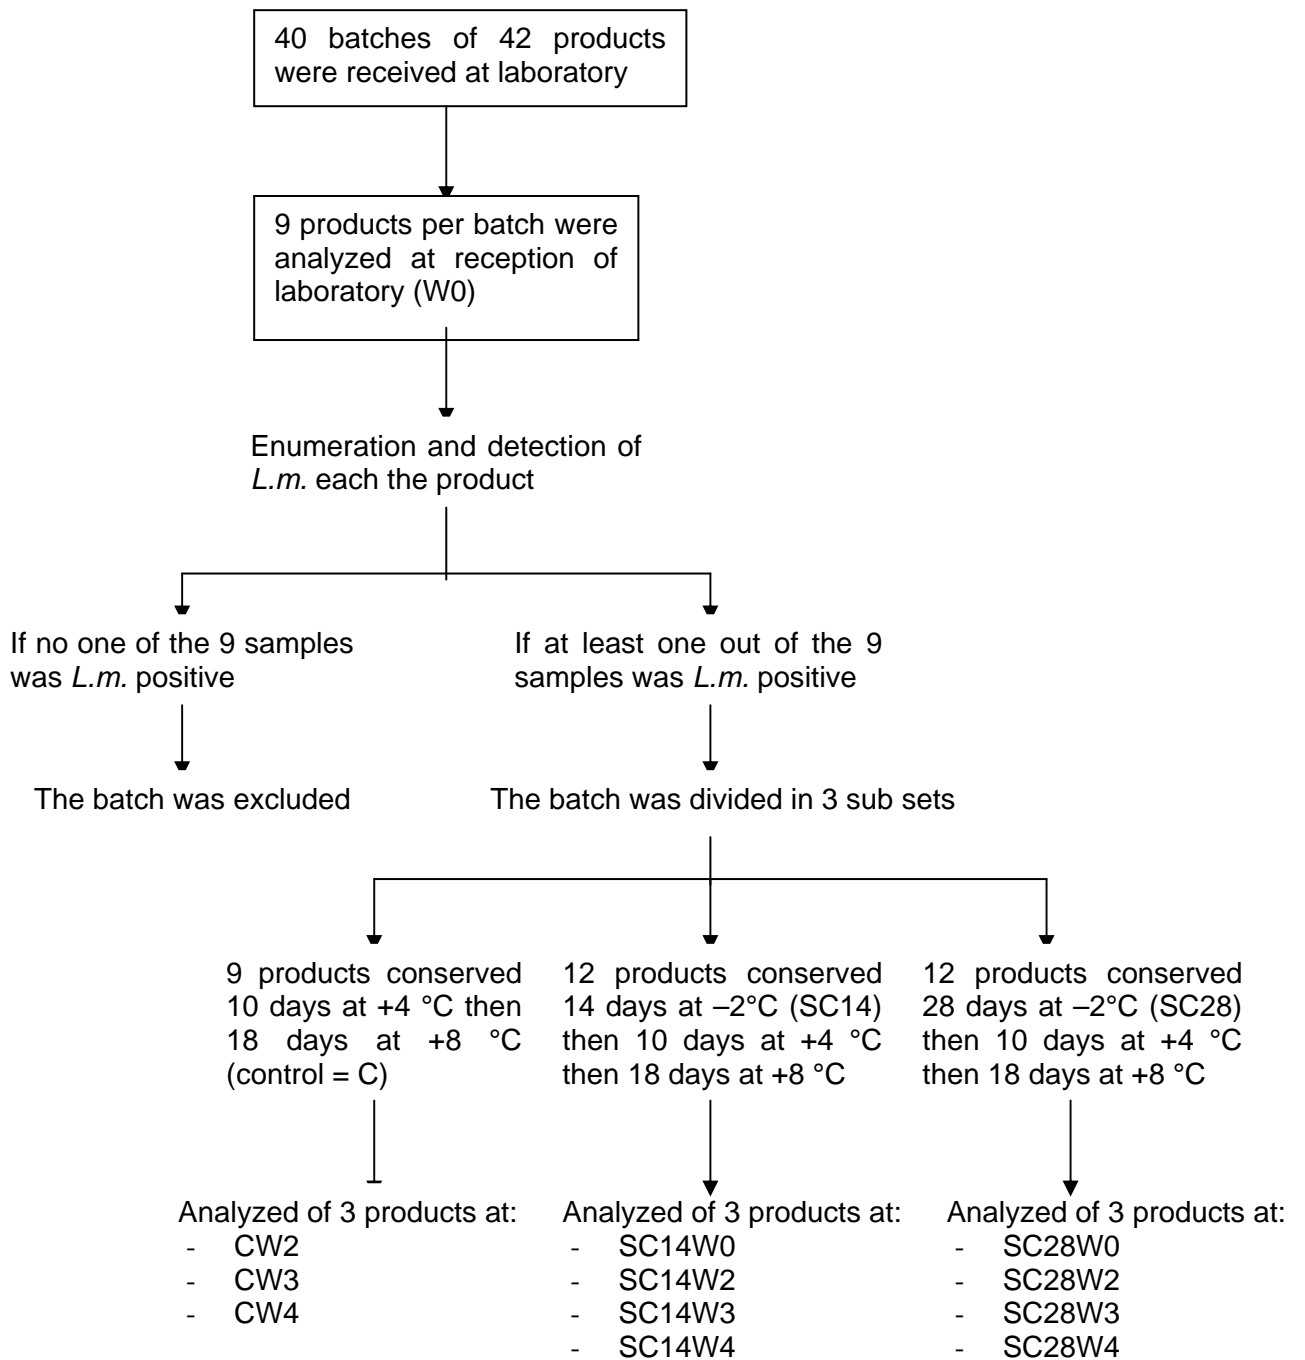 40 batches of 42 products
were received at laboratory
9 products per batch were
analyzed at reception of
laboratory (W0)
Enumeration and detection of
L.m. each the product
If no one of the 9 samples
was L.m. positive
If at least one out of the 9
samples was L.m. positive
The batch was excluded
The batch was divided in 3 sub sets
9 products conserved
10 days at +4 °C then
18 days at +8 °C
(control = C)
12 products conserved
14 days at –2°C (SC14)
then 10 days at +4 °C
then 18 days at +8 °C
12 products conserved
28 days at –2°C (SC28)
then 10 days at +4 °C
then 18 days at +8 °C
Analyzed of 3 products at:
- CW2
- CW3
- CW4
Analyzed of 3 products at:
- SC14W0
- SC14W2
- SC14W3
- SC14W4
Analyzed of 3 products at:
- SC28W0
- SC28W2
- SC28W3
- SC28W4